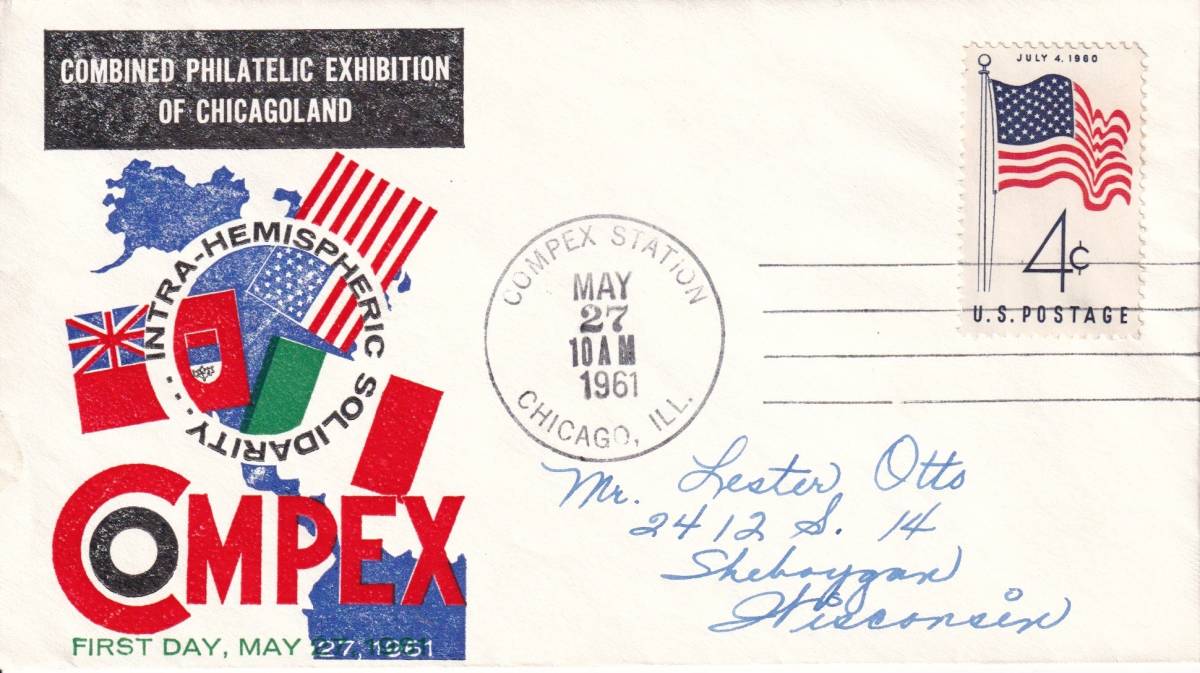 COMBINED PHILATELIC EXHIBITION
OF CHICAGOLAND
INTRA-HEMISPHERIC SOLIDARITY...
COMPEX
FIRST DAY, MAY 27, 1961
COMPEX STATION
MAY
27
10 AM
1961
CHICAGO, ILL.
JULY 4, 1960
4¢
U.S. POSTAGE
Mr. Lester Otto
2412 S. 14
Sheboygan
Wisconsin